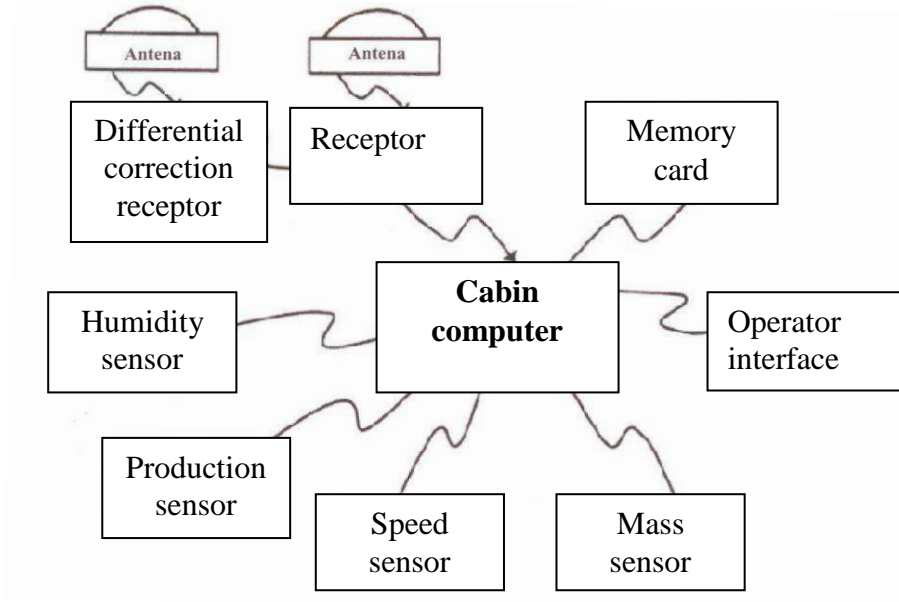 Antena
Antena
Differential
correction
receptor
Receptor
Memory
card
Cabin
computer
Humidity
sensor
Operator
interface
Production
sensor
Speed
sensor
Mass
sensor